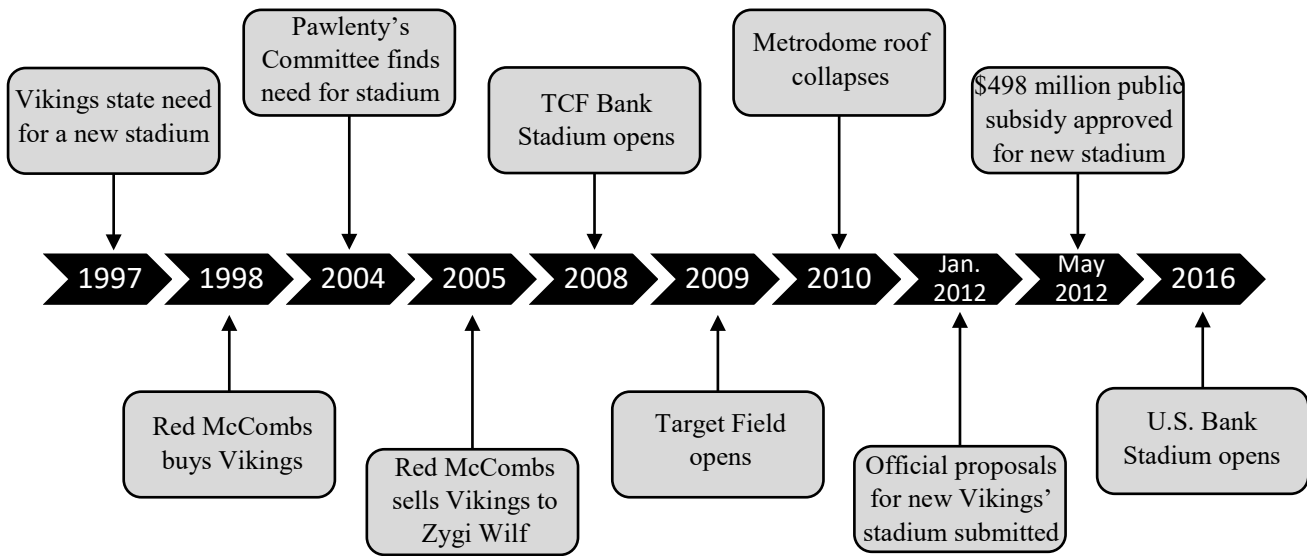 Vikings state need
for a new stadium
Pawlenty’s
Committee finds
need for stadium
TCF Bank
Stadium opens
Metrodome roof
collapses
$498 million public
subsidy approved
for new stadium
1997
1998
2004
2005
2008
2009
2010
Jan.
2012
May
2012
2016
Red McCombs
buys Vikings
Red McCombs
sells Vikings to
Zygi Wilf
Target Field
opens
Official proposals
for new Vikings’
stadium submitted
U.S. Bank
Stadium opens